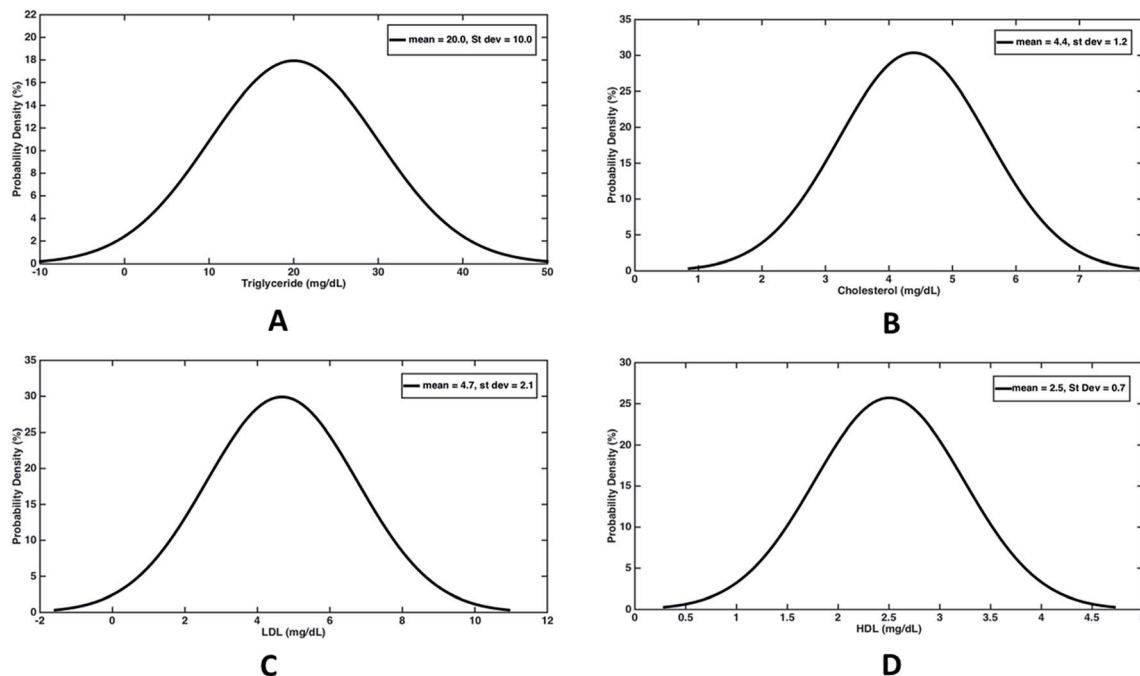 22
20
18
16
14
12
10
8
6
4
2
0
Probability Density (%)
mean = 20.0, St dev = 10.0
-10 0 10 20 30 40 50
Triglyceride (mg/dL)
A
35
30
25
20
15
10
5
0
Probability Density (%)
mean = 4.4, st dev = 1.2
0 1 2 3 4 5 6 7
Cholesterol (mg/dL)
B
35
30
25
20
15
10
5
0
Probability Density (%)
mean = 4.7, st dev = 2.1
-2 0 2 4 6 8 10 12
LDL (mg/dL)
C
30
25
20
15
10
5
0
Probability Density (%)
mean = 2.5, St Dev = 0.7
0 0.5 1 1.5 2 2.5 3 3.5 4 4.5
HDL (mg/dL)
D